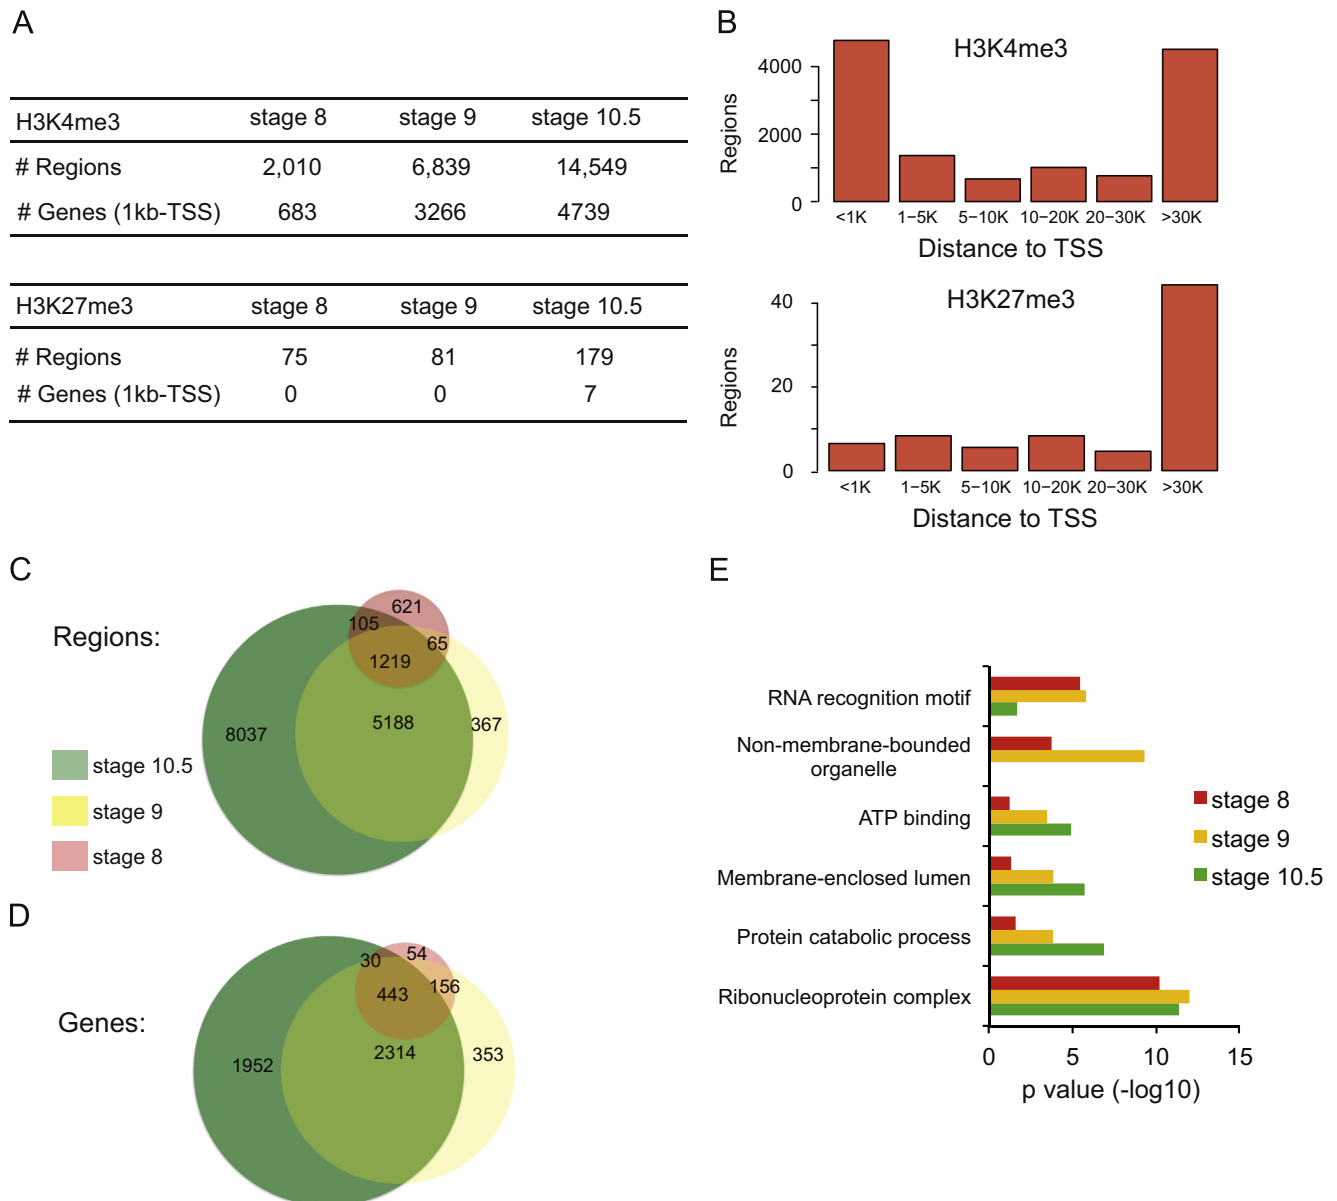 A
H3K4me3 stage 8 stage 9 stage 10.5
# Regions 2,010 6,839 14,549
# Genes (1kb-TSS) 683 3266 4739
H3K27me3 stage 8 stage 9 stage 10.5
# Regions 75 81 179
# Genes (1kb-TSS) 0 0 7
B
H3K4me3
4000
2000
0
Regions
<1K 1–5K 5–10K 10–20K 20–30K >30K
Distance to TSS
H3K27me3
40
20
0
Regions
<1K 1–5K 5–10K 10–20K 20–30K >30K
Distance to TSS
C
Regions:
621
105
65
1219
5188
367
8037
stage 10.5
stage 9
stage 8
D
Genes:
54
30
156
443
2314
353
1952
E
RNA recognition motif
Non-membrane-bounded
organelle
ATP binding
Membrane-enclosed lumen
Protein catabolic process
Ribonucleoprotein complex
stage 8
stage 9
stage 10.5
0 5 10 15
p value (-log10)